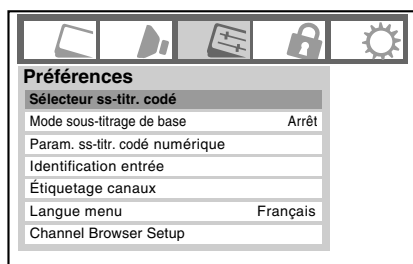 Préférences
Sélecteur ss-titr. codé
Mode sous-titrage de base Arrêt
Param. ss-titr. codé numérique
Identification entrée
Étiquetage canaux
Langue menu Français
Channel Browser Setup